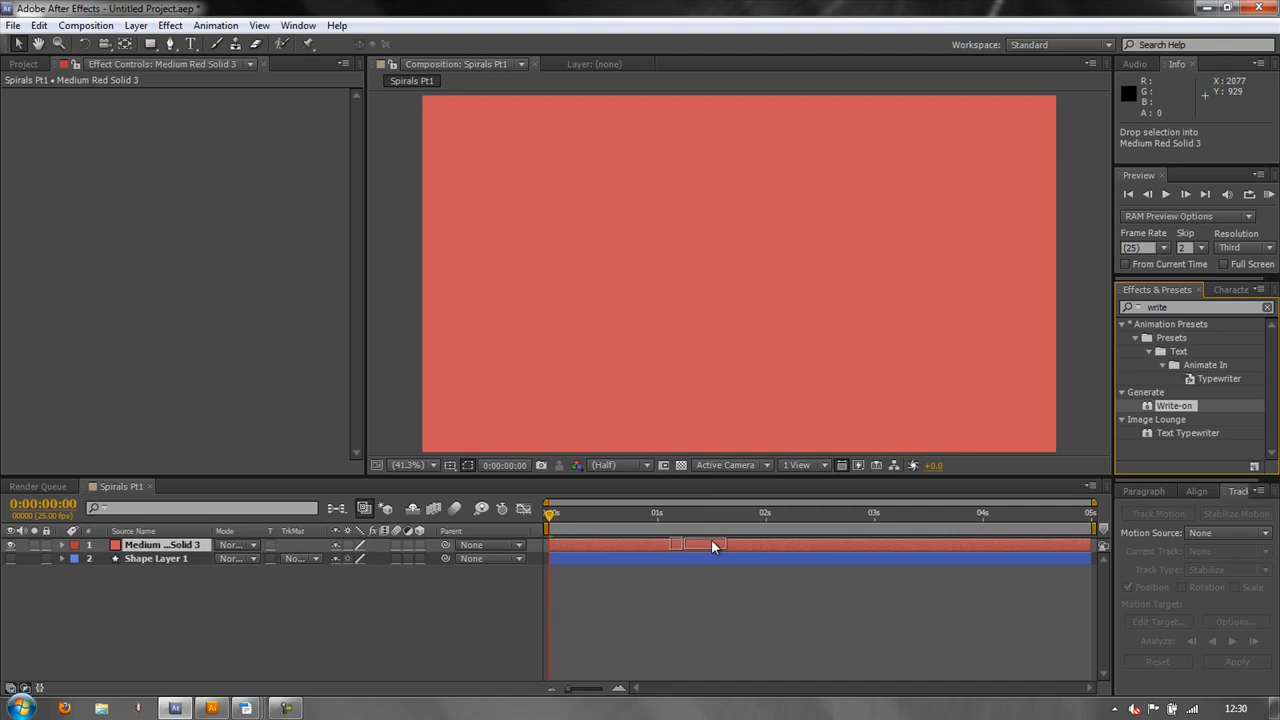 Adobe After Effects - Untitled Project.aep *
File Edit Composition Layer Effect Animation View Window Help
Workspace: Standard Search Help
Project Effect Controls: Medium Red Solid 3 Composition: Spirals Pt1 Layer: (none) Audio Info
Spirals Pt1 • Medium Red Solid 3
Spirals Pt1
R :
G :
B :
A : 0
X : 2077
Y : 929
Drop selection into
Medium Red Solid 3
Preview
RAM Preview Options
Frame Rate Skip Resolution
(25) 2 Third
From Current Time Full Screen
Effects & Presets Characte
write
* Animation Presets
Presets
Text
Animate In
Typewriter
Generate
Write-on
Image Lounge
Text Typewriter
(41.3%) 0:00:00:00 (Half) Active Camera 1 View +0.0
Render Queue Spirals Pt1
0:00:00:00
00000 (25.00 fps)
00s 01s 02s 03s 04s 05s
# Source Name Mode T TrkMat Parent
1 Medium ...Solid 3 Nor... None
2 Shape Layer 1 Nor... No... None
Paragraph Align Track
Track Motion Stabilize Motion
Motion Source: None
Current Track: None
Track Type: Stabilize
Position Rotation Scale
Motion Target:
Edit Target... Options...
Analyze:
Reset Apply
12:30